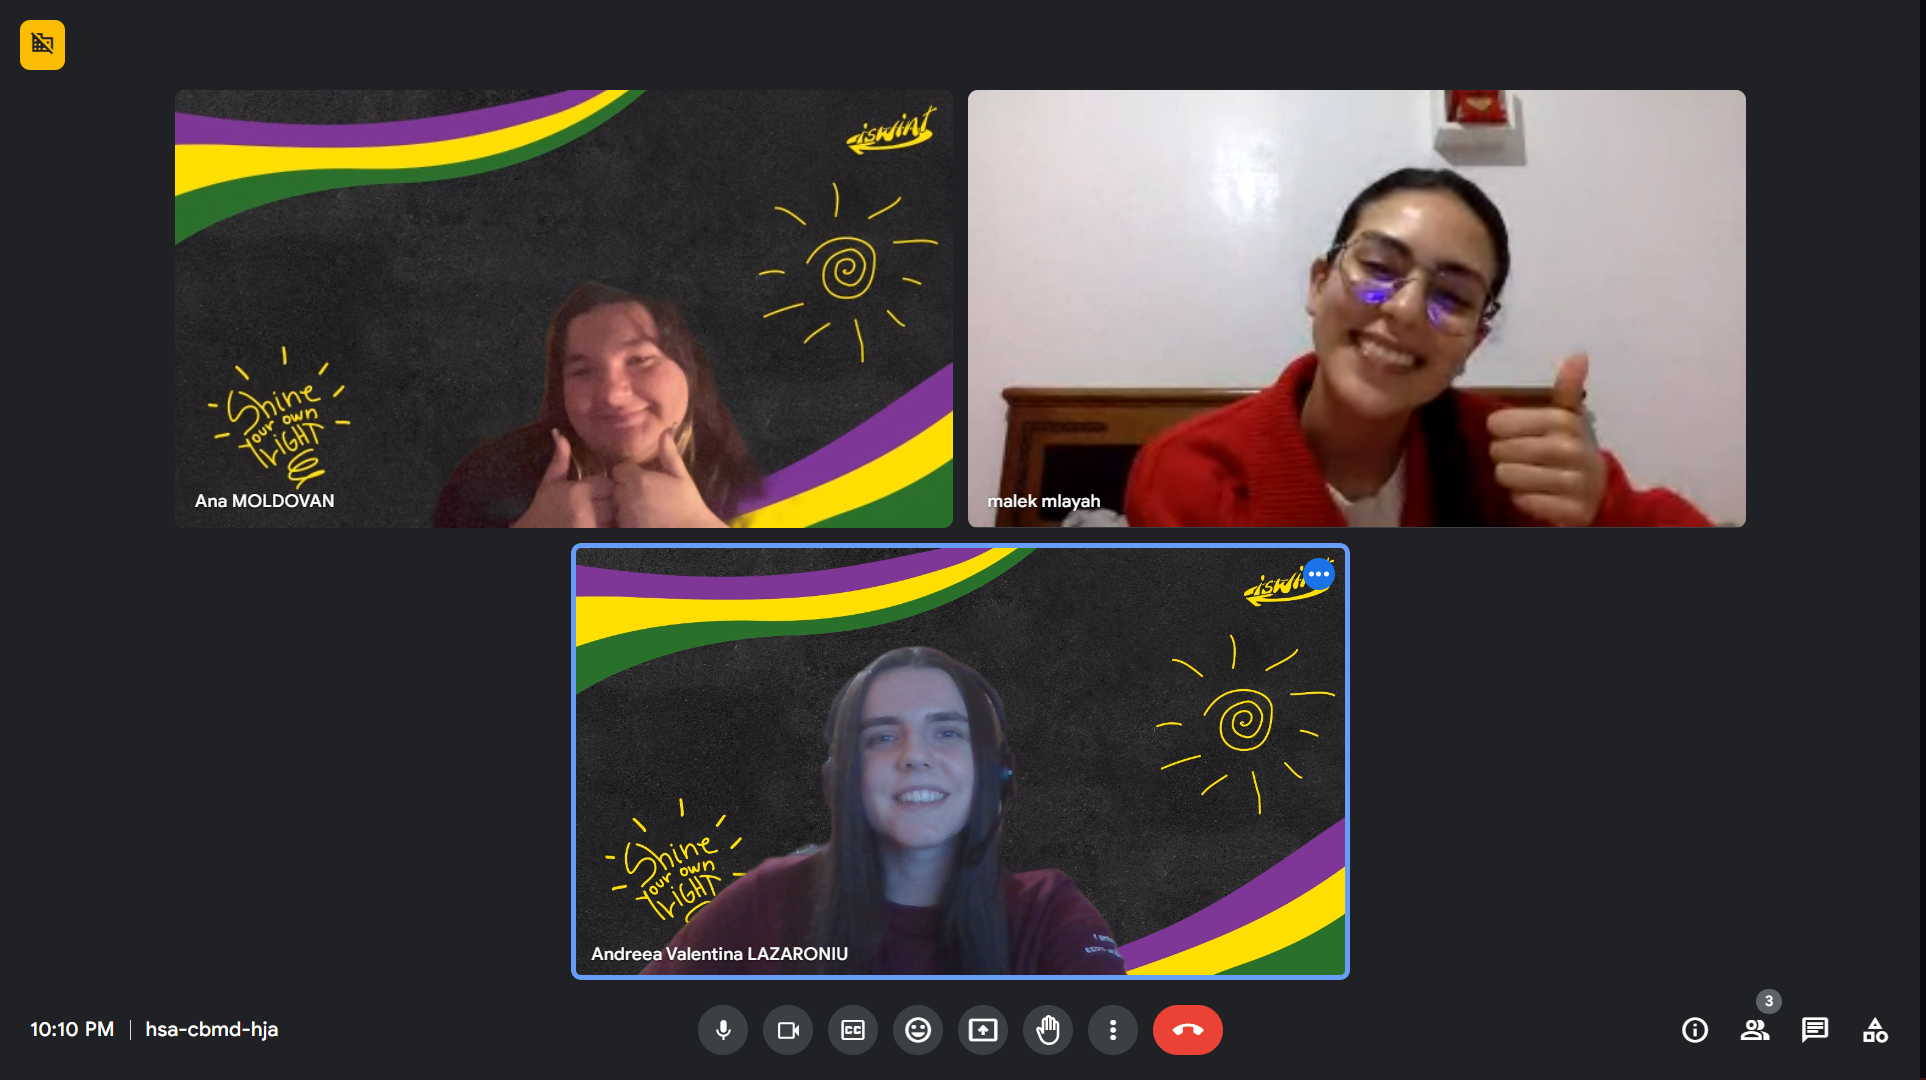 iswint
Shine
your own
LIGHT
Ana MOLDOVAN
malek mlayah
Shine
your own
LIGHT
Andreea Valentina LAZARONIU
10:10 PM | hsa-cbmd-hja
CC
3